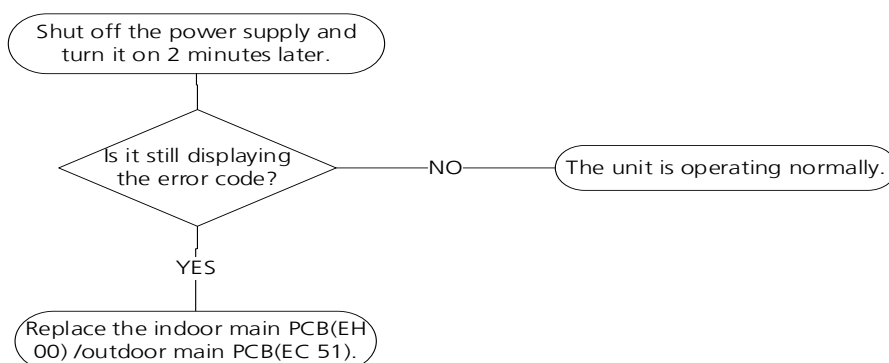 Shut off the power supply and
turn it on 2 minutes later.
Is it still displaying
the error code?
NO
The unit is operating normally.
YES
Replace the indoor main PCB(EH
00) /outdoor main PCB(EC 51).